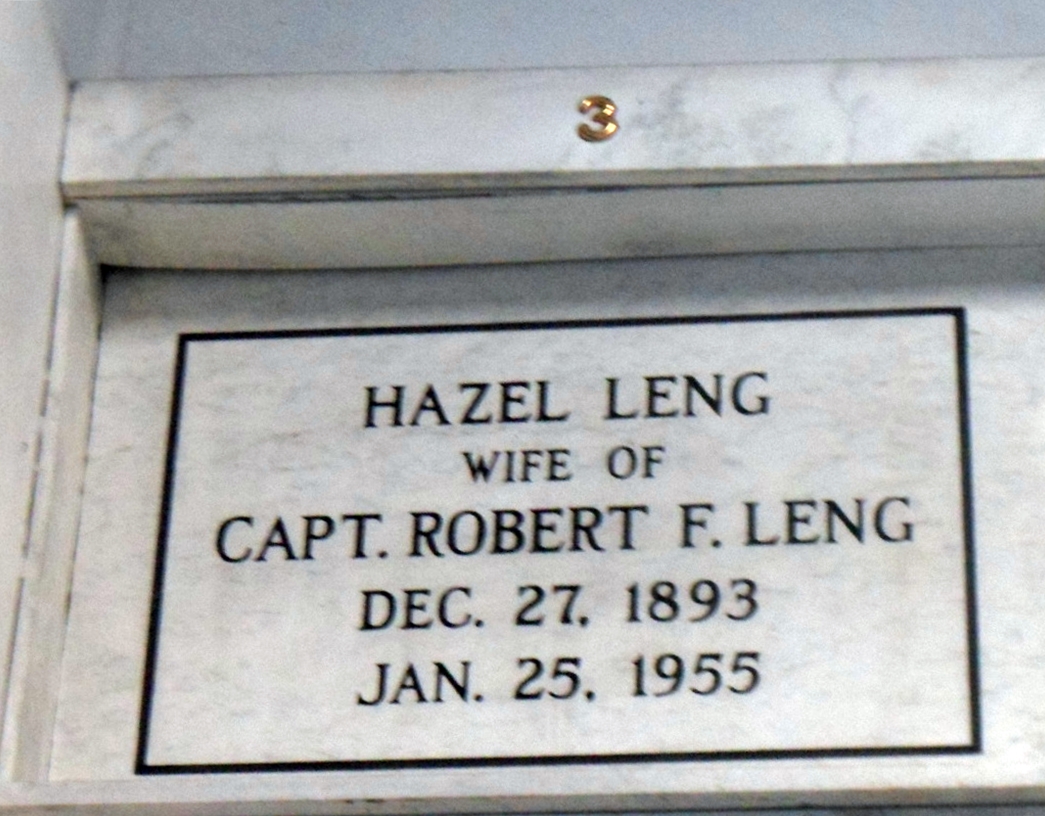 3
HAZEL LENG
WIFE OF
CAPT. ROBERT F. LENG
DEC. 27, 1893
JAN. 25, 1955